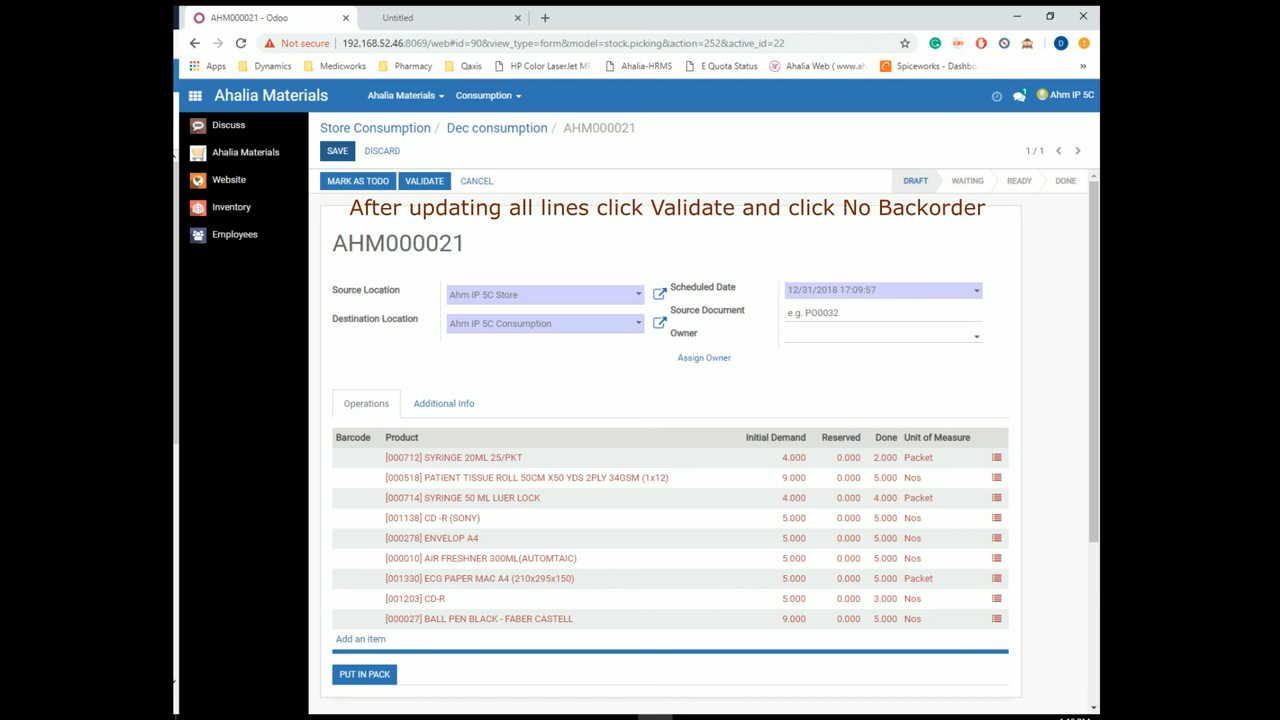 AHM000021 - Odoo
Untitled
Not secure 192.168.52.46:8069/web#id=90&view_type=form&model=stock.picking&action=252&active_id=22
Apps Dynamics Medicworks Pharmacy Qaxis HP Color LaserJet MF Ahalia-HRMS E Quota Status Ahalia Web ( www.ah Spiceworks - Dashbo
Ahalia Materials Ahalia Materials Consumption 1 Ahm IP 5C
Discuss
Ahalia Materials
Website
Inventory
Employees
Store Consumption / Dec consumption / AHM000021
SAVE DISCARD 1 / 1
MARK AS TODO VALIDATE CANCEL DRAFT WAITING READY DONE
After updating all lines click Validate and click No Backorder
AHM000021
Source Location Ahm IP 5C Store
Destination Location Ahm IP 5C Consumption
Scheduled Date 12/31/2018 17:09:57
Source Document e.g. PO0032
Owner
Assign Owner
Operations Additional Info
Barcode Product Initial Demand Reserved Done Unit of Measure
[000712] SYRINGE 20ML 25/PKT 4.000 0.000 2.000 Packet
[000518] PATIENT TISSUE ROLL 50CM X50 YDS 2PLY 34GSM (1x12) 9.000 0.000 5.000 Nos
[000714] SYRINGE 50 ML LUER LOCK 4.000 0.000 4.000 Packet
[001138] CD -R (SONY) 5.000 0.000 5.000 Nos
[000278] ENVELOP A4 5.000 0.000 5.000 Nos
[000010] AIR FRESHNER 300ML(AUTOMTAIC) 5.000 0.000 5.000 Nos
[001330] ECG PAPER MAC A4 (210x295x150) 5.000 0.000 5.000 Packet
[001203] CD-R 5.000 0.000 3.000 Nos
[000027] BALL PEN BLACK - FABER CASTELL 9.000 0.000 5.000 Nos
Add an item
PUT IN PACK